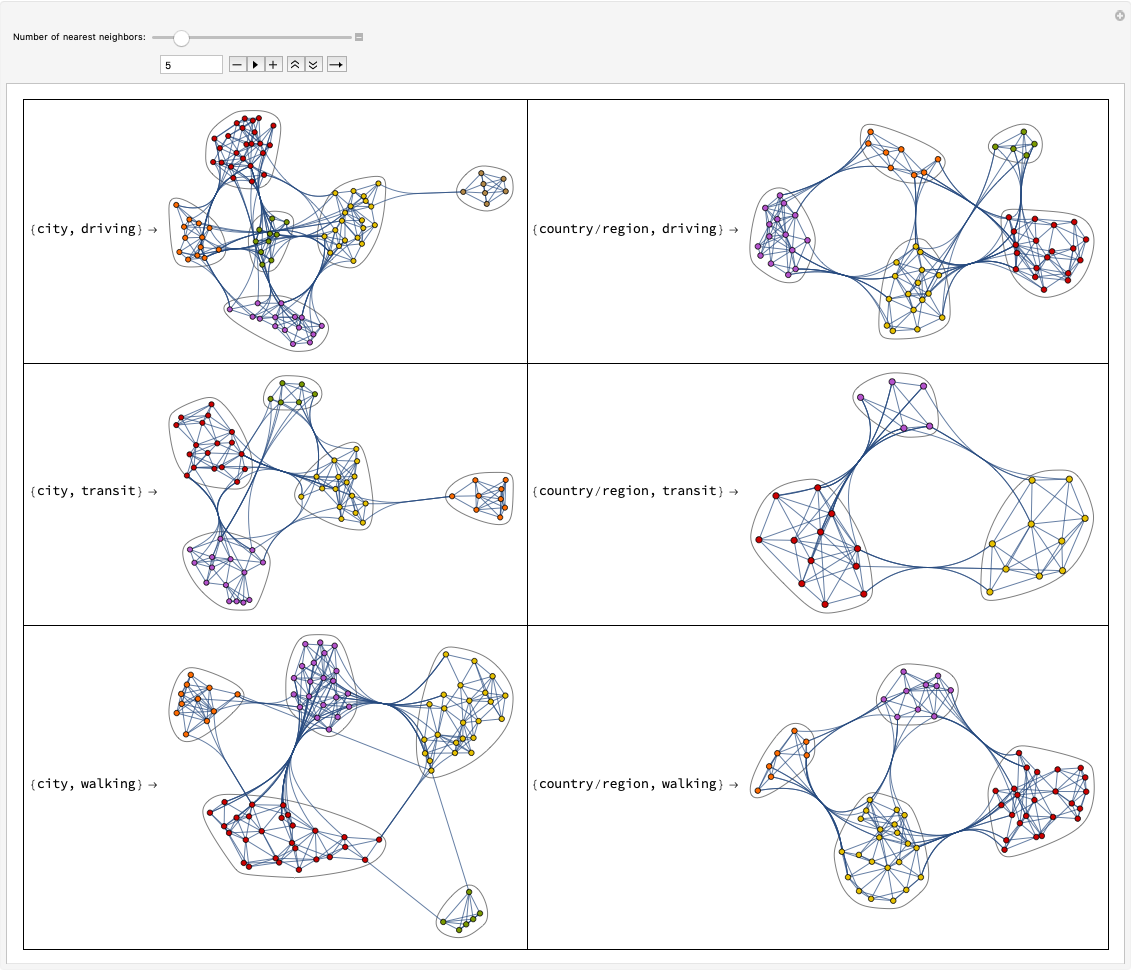 Number of nearest neighbors:
5
{city, driving} →
{country/region, driving} →
{city, transit} →
{country/region, transit} →
{city, walking} →
{country/region, walking} →